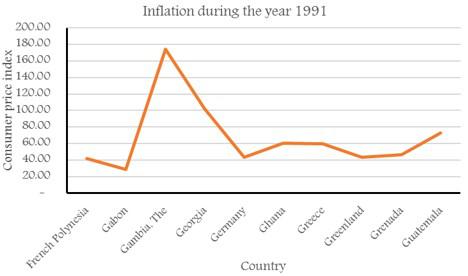 Inflation during the year 1991
Consumer price index
200.00
180.00
160.00
140.00
120.00
100.00
80.00
60.00
40.00
20.00
-
French Polynesia
Gabon
Gambia, The
Georgia
Germany
Ghana
Greece
Greenland
Grenada
Guatemala
Country